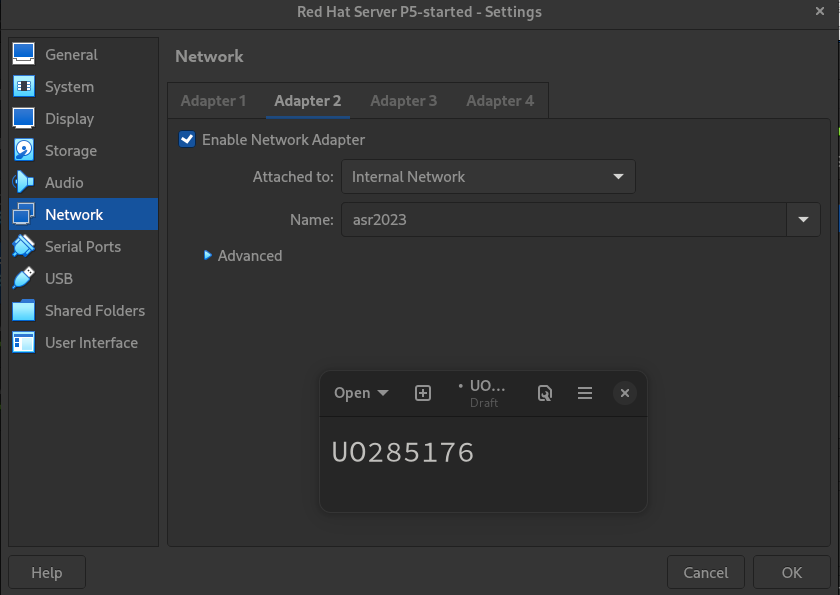 Red Hat Server P5-started - Settings
General
System
Display
Storage
Audio
Network
Serial Ports
USB
Shared Folders
User Interface
Network
Adapter 1 Adapter 2 Adapter 3 Adapter 4
Enable Network Adapter
Attached to: Internal Network
Name: asr2023
Advanced
Open • UO...
Draft
UO285176
Help Cancel OK